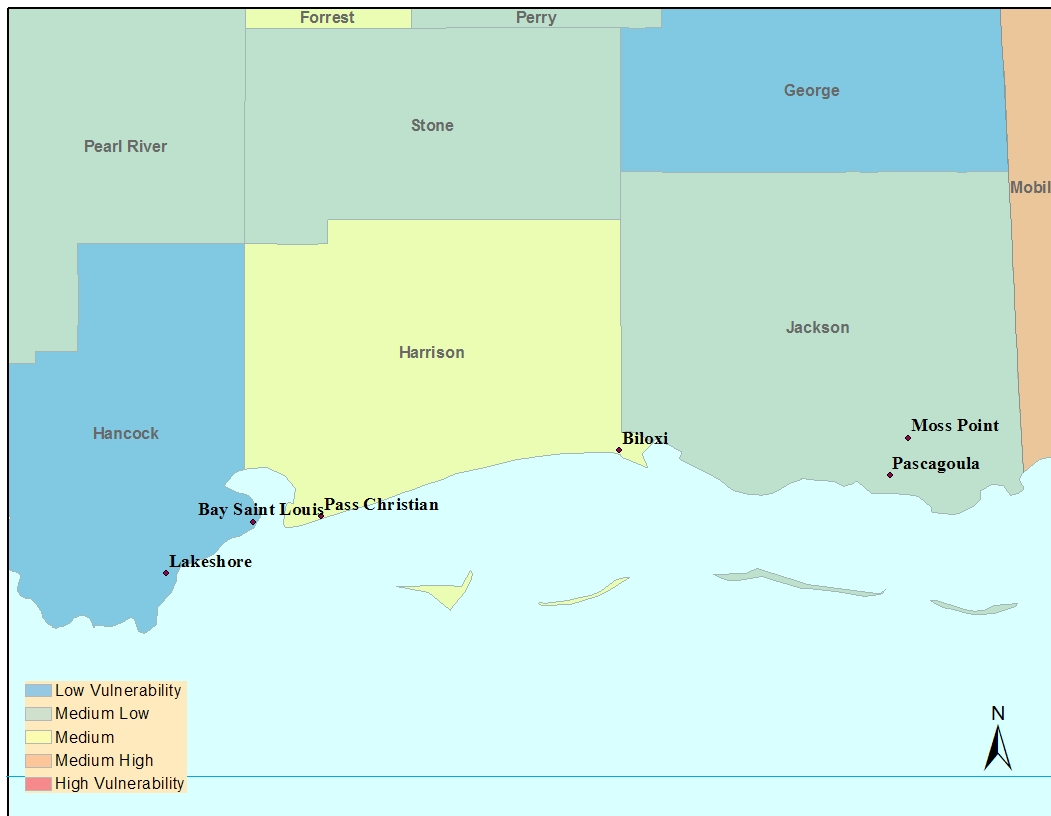 Forrest
Perry
George
Stone
Pearl River
Mobil
Jackson
Harrison
Hancock
Moss Point
Biloxi
Pascagoula
Pass Christian
Bay Saint Louis
Lakeshore
Low Vulnerability
Medium Low
Medium
Medium High
High Vulnerability
N